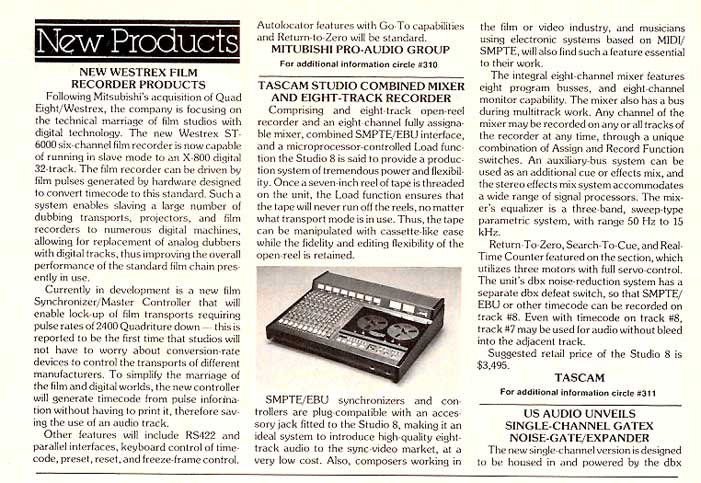 New Products
NEW WESTREX FILM
RECORDER PRODUCTS
Following Mitsubishi's acquisition of Quad
Eight/Westrex, the company is focusing on
the technical marriage of film studios with
digital technology. The new Westrex ST-
6000 six-channel film recorder is now capable
of running in slave mode to an X-800 digital
32-track. The film recorder can be driven by
film pulses generated by hardware designed
to convert timecode to this standard. Such a
system enables slaving a large number of
dubbing transports, projectors, and film
recorders to numerous digital machines,
allowing for replacement of analog dubbers
with digital tracks, thus improving the overall
performance of the standard film chain pres-
ently in use.
Currently in development is a new film
Synchronizer/Master Controller that will
enable lock-up of film transports requiring
pulse rates of 2400 Quadriture down — this is
reported to be the first time that studios will
not have to worry about conversion-rate
devices to control the transports of different
manufacturers. To simplify the marriage of
the film and digital worlds, the new controller
will generate timecode from pulse informa-
tion without having to print it, therefore sav-
ing the use of an audio track.
Other features will include RS422 and
parallel interfaces, keyboard control of time-
code, preset, reset, and freeze-frame control.
Autolocator features with Go-To capabilities
and Return-to-Zero will be standard.
MITUBISHI PRO-AUDIO GROUP
For additional information circle #310
TASCAM STUDIO COMBINED MIXER
AND EIGHT-TRACK RECORDER
Comprising and eight-track open-reel
recorder and an eight-channel fully assigna-
ble mixer, combined SMPTE/EBU interface,
and a microprocessor-controlled Load func-
tion the Studio 8 is said to provide a produc-
tion system of tremendous power and flexibil-
ity. Once a seven-inch reel of tape is threaded
on the unit, the Load function ensures that
the tape will never run off the reels, no matter
what transport mode is in use. Thus, the tape
can be manipulated with cassette-like ease
while the fidelity and editing flexibility of the
open-reel is retained.
SMPTE/EBU synchronizers and con-
trollers are plug-compatible with an acces-
sory jack fitted to the Studio 8, making it an
ideal system to introduce high-quality eight-
track audio to the sync-video market, at a
very low cost. Also, composers working in
the film or video industry, and musicians
using electronic systems based on MIDI/
SMPTE, will also find such a feature essential
to their work.
The integral eight-channel mixer features
eight program busses, and eight-channel
monitor capability. The mixer also has a bus
during multitrack work. Any channel of the
mixer may be recorded on any or all tracks of
the recorder at any time, through a unique
combination of Assign and Record Function
switches. An auxiliary-bus system can be
used as an additional cue or effects mix, and
the stereo effects mix system accommodates
a wide range of signal processors. The mix-
er's equalizer is a three-band, sweep-type
parametric system, with range 50 Hz to 15
kHz.
Return-To-Zero, Search-To-Cue, and Real-
Time Counter featured on the section, which
utilizes three motors with full servo-control.
The unit's dbx noise-reduction system has a
separate dbx defeat switch, so that SMPTE/
EBU or other timecode can be recorded on
track #8. Even with timecode on track #8,
track #7 may be used for audio without bleed
into the adjacent track.
Suggested retail price of the Studio 8 is
$3,495.
TASCAM
For additional information circle #311
US AUDIO UNVEILS
SINGLE-CHANNEL GATEX
NOISE-GATE/EXPANDER
The new single-channel version is designed
to be housed in and powered by the dbx